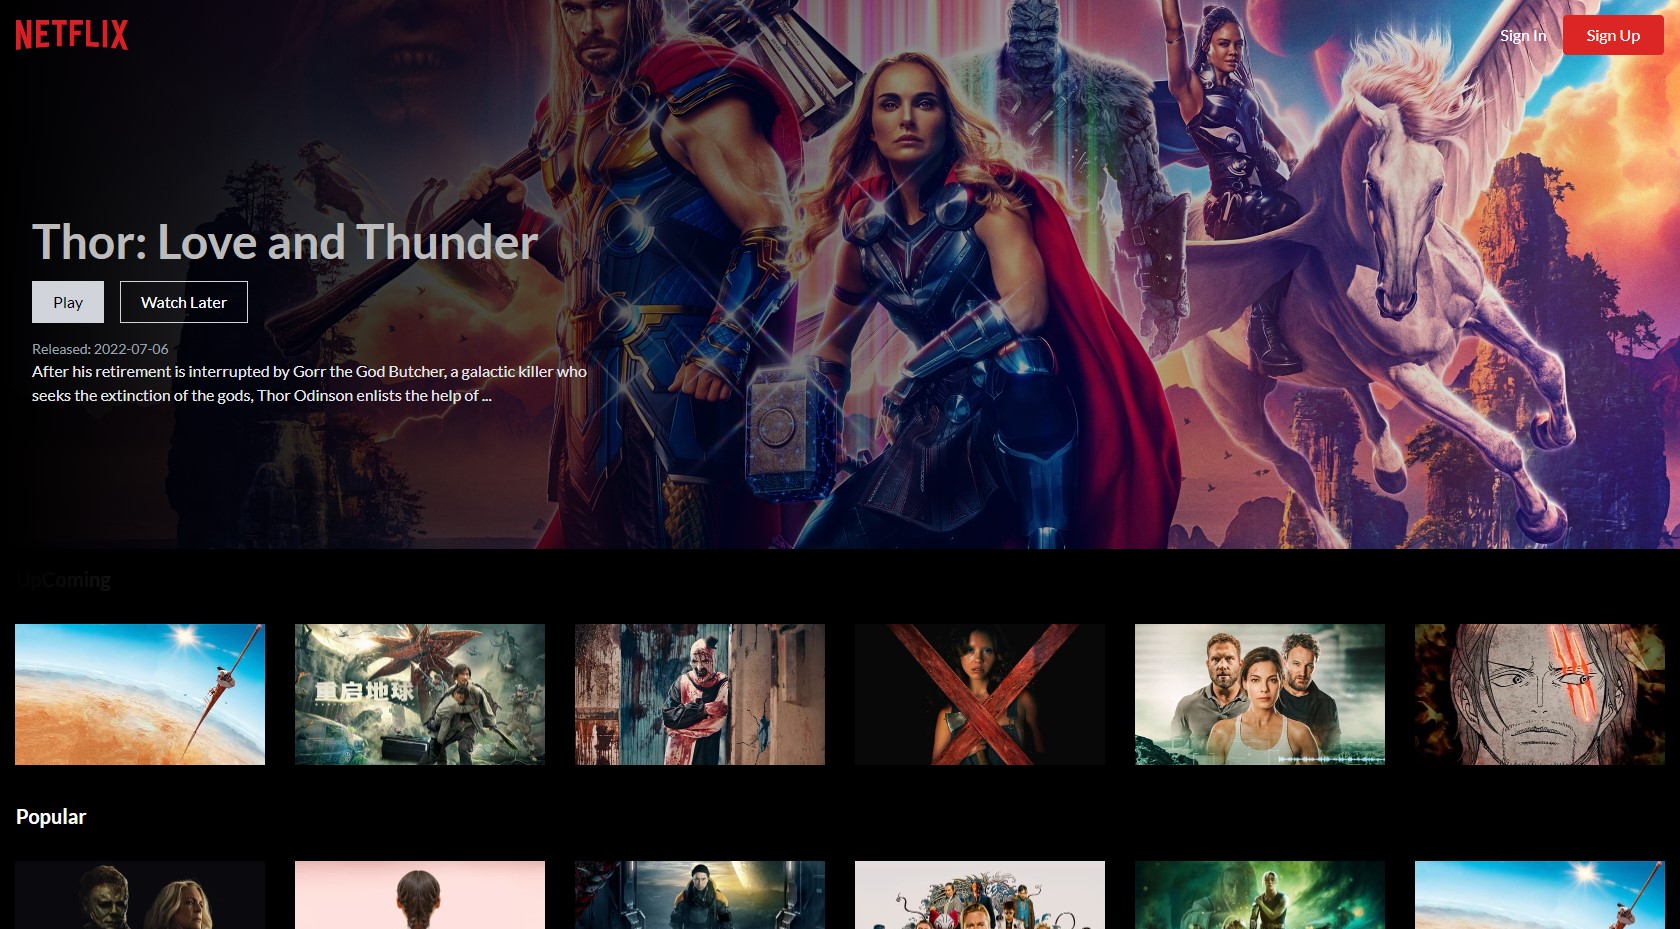 NETFLIX
Sign In
Sign Up
Thor: Love and Thunder
Play
Watch Later
Released: 2022-07-06
After his retirement is interrupted by Gorr the God Butcher, a galactic killer who
seeks the extinction of the gods, Thor Odinson enlists the help of ...
UpComing
重启地球
Popular